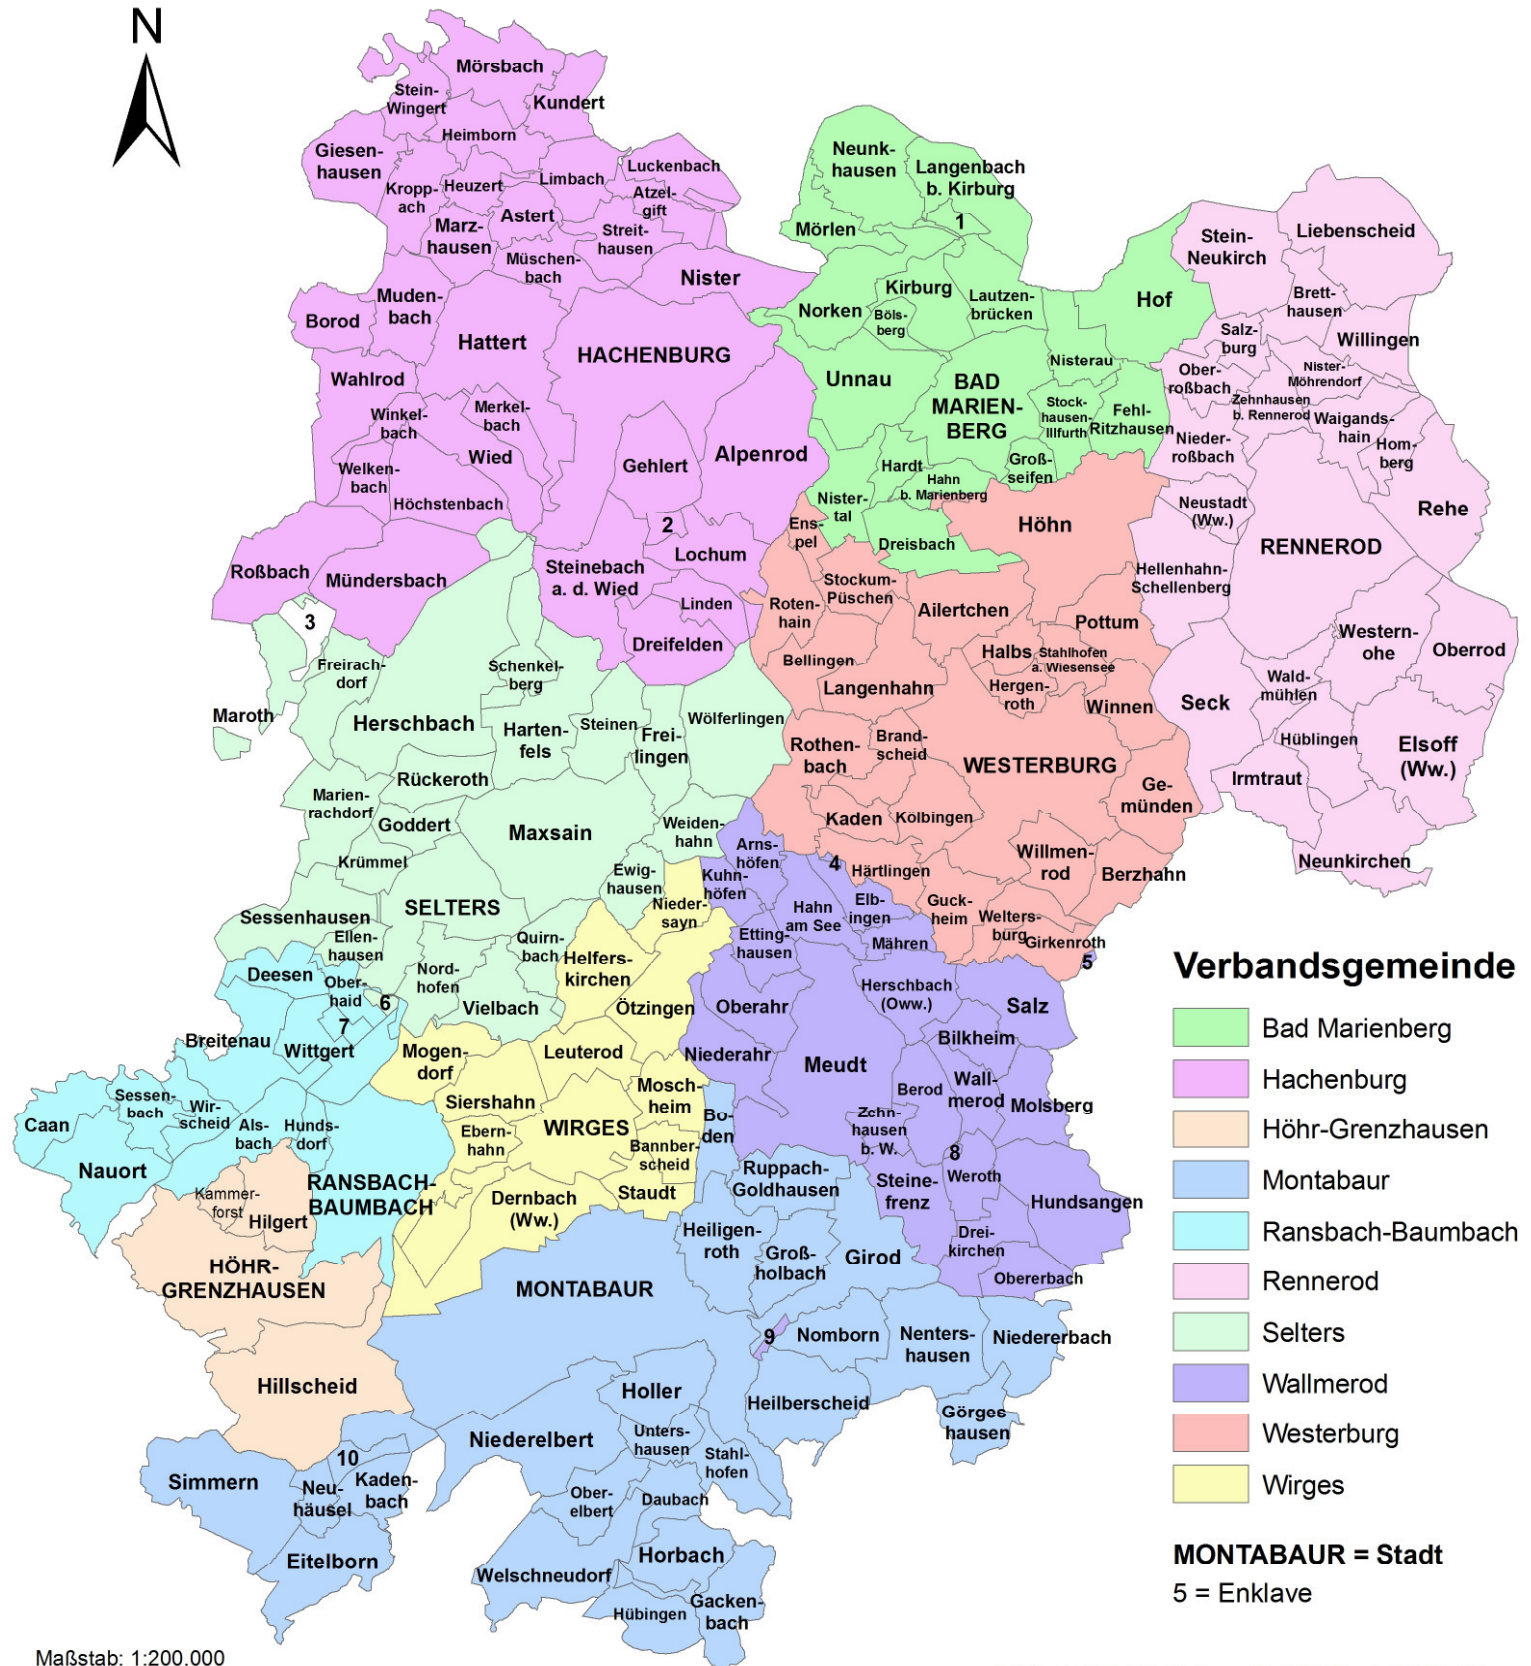 N
Mörsbach
Stein-
Wingert
Kundert
Heimborn
Giesen-
hausen
Kropp-
ach
Heuzert
Limbach
Luckenbach
Atzel-
gift
Astert
Marz-
hausen
Streit-
hausen
Müschen-
bach
Nister
Muden-
bach
Borod
Hattert
HACHENBURG
Wahlrod
Winkel-
bach
Merkel-
bach
Wied
Welken-
bach
Höchstenbach
Gehlert
Alpenrod
2
Lochum
Steinebach
a. d. Wied
Linden
Dreifelden
Roßbach
Mündersbach
3
Neunk-
hausen
Langenbach
b. Kirburg
1
Mörlen
Kirburg
Norken
Böls-
berg
Lautzen-
brücken
Hof
Nisterau
Unnau
BAD
MARIEN-
BERG
Stock-
hausen-
Illfurth
Fehl-
Ritzhausen
Groß-
seifen
Hardt
Hahn
b. Marienberg
Nister-
tal
Dreisbach
Stein-
Neukirch
Liebenscheid
Brett-
hausen
Willingen
Salz-
burg
Ober-
roßbach
Nister-
Möhrendorf
Zehnhausen
b. Rennerod
Waigands-
hain
Hom-
berg
Nieder-
roßbach
Neustadt
(Ww.)
Rehe
RENNEROD
Hellenhahn-
Schellenberg
Western-
ohe
Oberrod
Wald-
mühlen
Seck
Hüblingen
Elsoff
(Ww.)
Irmtraut
Neunkirchen
Ens-
pel
Höhn
Stockum-
Püschen
Roten-
hain
Ailertchen
Pottum
Bellingen
Halbs
Stahlhofen
a. Wiesensee
Langenhahn
Hergen-
roth
Winnen
Rothen-
bach
Brand-
scheid
WESTERBURG
Ge-
münden
Kaden
Kölbingen
Willmen-
rod
Berzhahn
4
Härtlingen
Guck-
heim
Welters-
burg
Girkenroth
5
Freirach-
dorf
Schenkel-
berg
Maroth
Herschbach
Harten-
fels
Steinen
Frei-
lingen
Wölferlingen
Rückeroth
Marien-
rachdorf
Goddert
Maxsain
Weiden-
hahn
Krümmel
Ewig-
hausen
SELTERS
Sessenhausen
Ellen-
hausen
Quirn-
bach
Nord-
hofen
Vielbach
6
Arns-
höfen
Kuhn-
höfen
Elb-
ingen
Hahn
am See
Etting-
hausen
Mähren
Herschbach
(Oww.)
Salz
Oberahr
Bilkheim
Niederahr
Meudt
Berod
Wall-
merod
Molsberg
Zehn-
hausen
b. W.
8
Weroth
Steine-
frenz
Hundsangen
Drei-
kirchen
Obererbach
9
Nieder-
sayn
Helfers-
kirchen
Ötzingen
Mogen-
dorf
Leuterod
Mosch-
heim
Siershahn
Ebern-
hahn
WIRGES
Bannber-
scheid
Dernbach
(Ww.)
Staudt
Deesen
Ober-
haid
7
Breitenau
Wittgert
Sessen-
bach
Wir-
scheid
Caan
Als-
bach
Hunds-
dorf
Nauort
RANSBACH-
BAUMBACH
Kammer-
forst
Hilgert
HÖHR-
GRENZHAUSEN
Hillscheid
Bo-
den
Ruppach-
Goldhausen
Heiligen-
roth
Groß-
holbach
Girod
MONTABAUR
Nomborn
Nenters-
hausen
Niedererbach
Holler
Heilberscheid
Görges
hausen
Niederelbert
Unters-
hausen
Stahl-
hofen
10
Simmern
Neu-
häusel
Kaden-
bach
Ober-
elbert
Daubach
Eitelborn
Horbach
Welschneudorf
Hübingen
Gacken-
bach
Verbandsgemeinde
Bad Marienberg
Hachenburg
Höhr-Grenzhausen
Montabaur
Ransbach-Baumbach
Rennerod
Selters
Wallmerod
Westerburg
Wirges
MONTABAUR = Stadt
5 = Enklave
Maßstab: 1:200.000